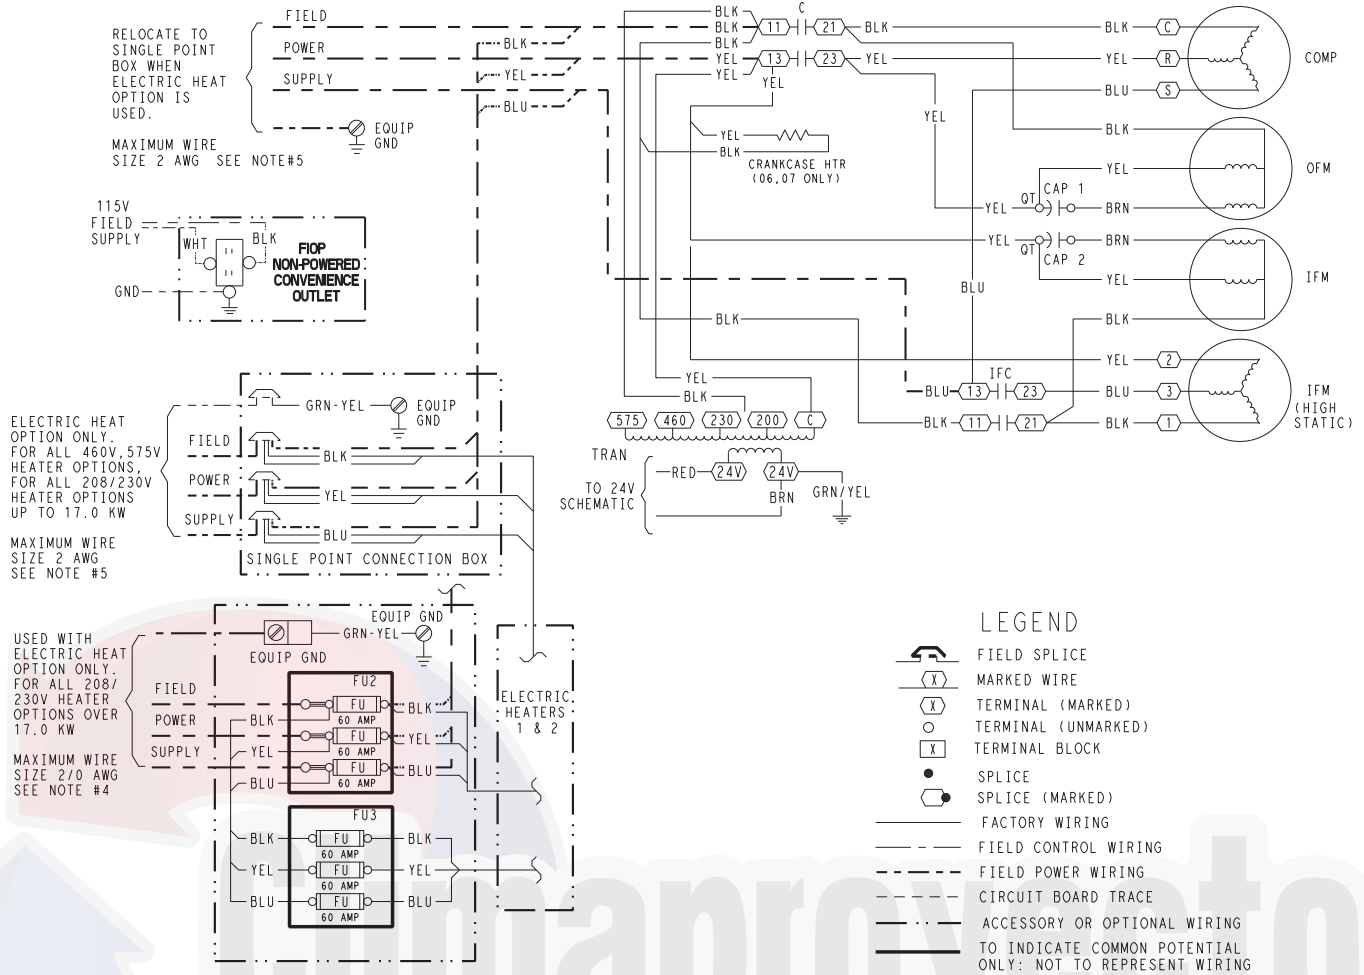 FIELD
POWER
SUPPLY
RELOCATE TO
SINGLE POINT
BOX WHEN
ELECTRIC HEAT
OPTION IS
USED.
MAXIMUM WIRE
SIZE 2 AWG SEE NOTE#5
EQUIP
GND
BLK
YEL
BLU
BLK
BLK
BLK
YEL
YEL
11
C
21
BLK
13
23
YEL
YEL
YEL
BLK
CRANKCASE HTR
(06,07 ONLY)
YEL
BLK
C
YEL
R
BLU
S
COMP
BLK
YEL
OFM
YEL
QT
CAP 1
BRN
YEL
QT
CAP 2
BRN
YEL
IFM
BLK
BLU
BLK
YEL
2
BLU
13
IFC
23
BLU
3
BLK
11
21
BLK
1
IFM
(HIGH
STATIC)
115V
FIELD
SUPPLY
WHT
BLK
GND
FIOP
NON-POWERED
CONVENIENCE
OUTLET
YEL
BLK
575
460
230
200
C
TRAN
RED
24V
24V
BRN
GRN/YEL
TO 24V
SCHEMATIC
ELECTRIC HEAT
OPTION ONLY.
FOR ALL 460V,575V
HEATER OPTIONS,
FOR ALL 208/230V
HEATER OPTIONS
UP TO 17.0 KW
MAXIMUM WIRE
SIZE 2 AWG
SEE NOTE #5
FIELD
POWER
SUPPLY
GRN-YEL
EQUIP
GND
BLK
YEL
BLU
SINGLE POINT CONNECTION BOX
USED WITH
ELECTRIC HEAT
OPTION ONLY.
FOR ALL 208/
230V HEATER
OPTIONS OVER
17.0 KW
MAXIMUM WIRE
SIZE 2/0 AWG
SEE NOTE #4
FIELD
POWER
SUPPLY
EQUIP GND
GRN-YEL
EQUIP GND
FU2
FU
60 AMP
FU
60 AMP
FU
60 AMP
BLK
YEL
BLU
BLK
YEL
BLU
FU3
BLK
FU
BLK
60 AMP
YEL
FU
YEL
60 AMP
BLU
FU
BLU
60 AMP
ELECTRIC
HEATERS
1 & 2
LEGEND
FIELD SPLICE
X
MARKED WIRE
X
TERMINAL (MARKED)
TERMINAL (UNMARKED)
X
TERMINAL BLOCK
SPLICE
SPLICE (MARKED)
FACTORY WIRING
FIELD CONTROL WIRING
FIELD POWER WIRING
CIRCUIT BOARD TRACE
ACCESSORY OR OPTIONAL WIRING
TO INDICATE COMMON POTENTIAL
ONLY: NOT TO REPRESENT WIRING